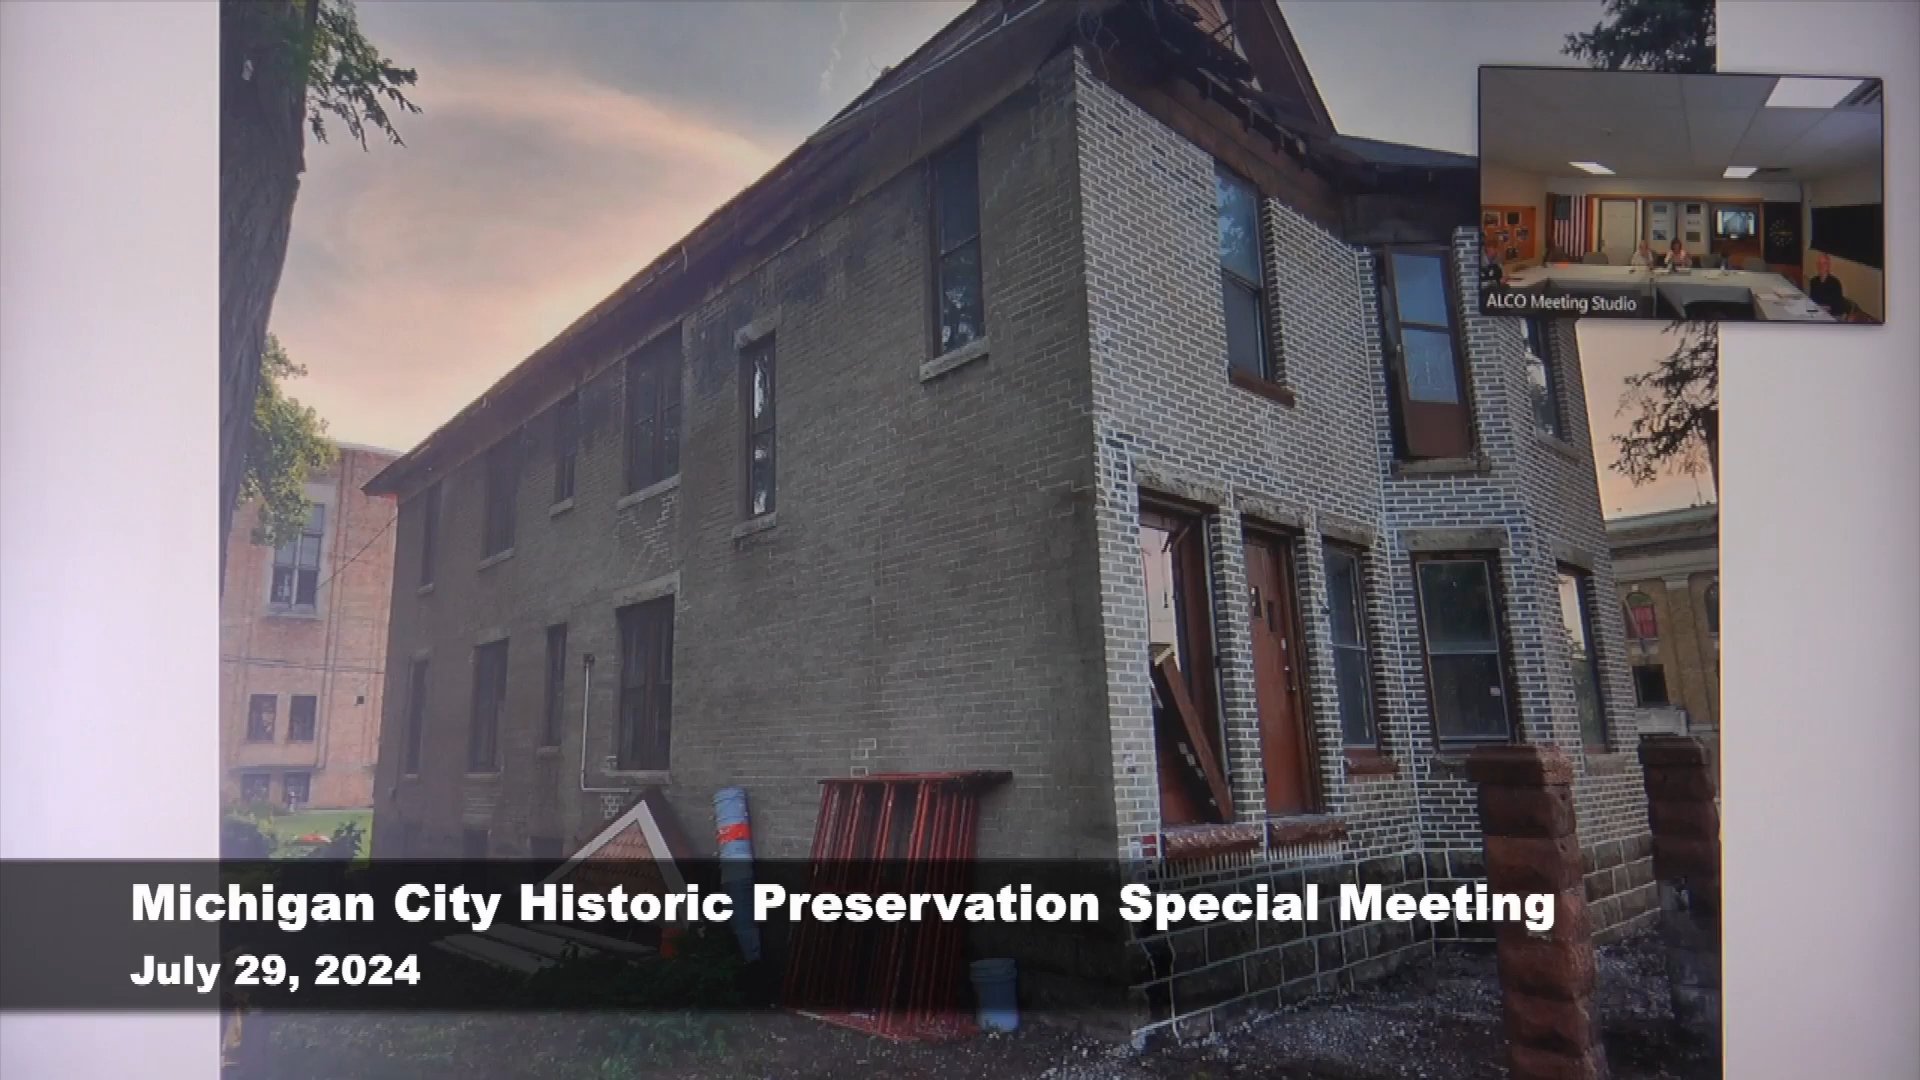 ALCO Meeting Studio
Michigan City Historic Preservation Special Meeting
July 29, 2024